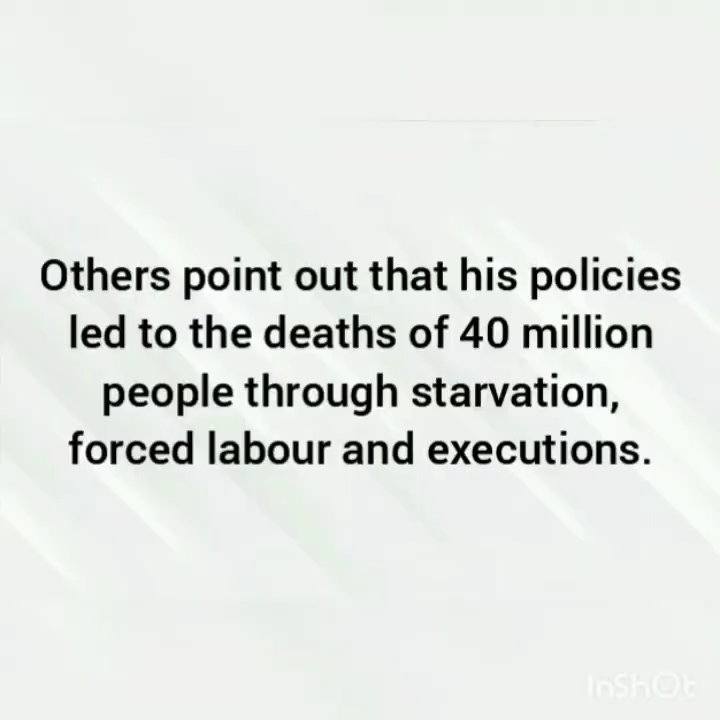 Others point out that his policies
led to the deaths of 40 million
people through starvation,
forced labour and executions.
InShOt